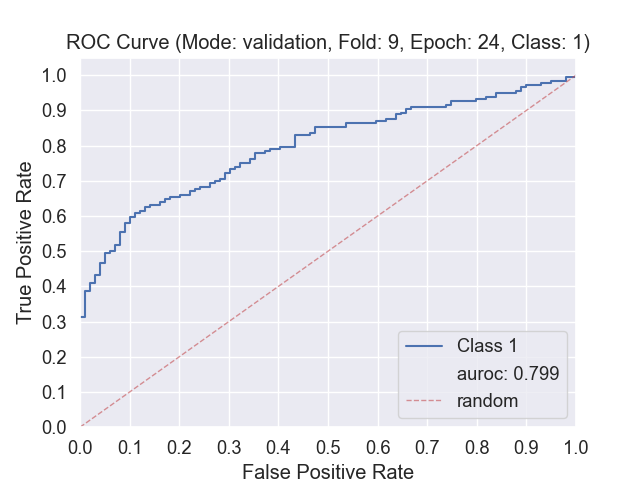 ROC Curve (Mode: validation, Fold: 9, Epoch: 24, Class: 1)
True Positive Rate
1.0
0.9
0.8
0.7
0.6
0.5
0.4
0.3
0.2
0.1
0.0
Class 1
auroc: 0.799
random
0.0 0.1 0.2 0.3 0.4 0.5 0.6 0.7 0.8 0.9 1.0
False Positive Rate